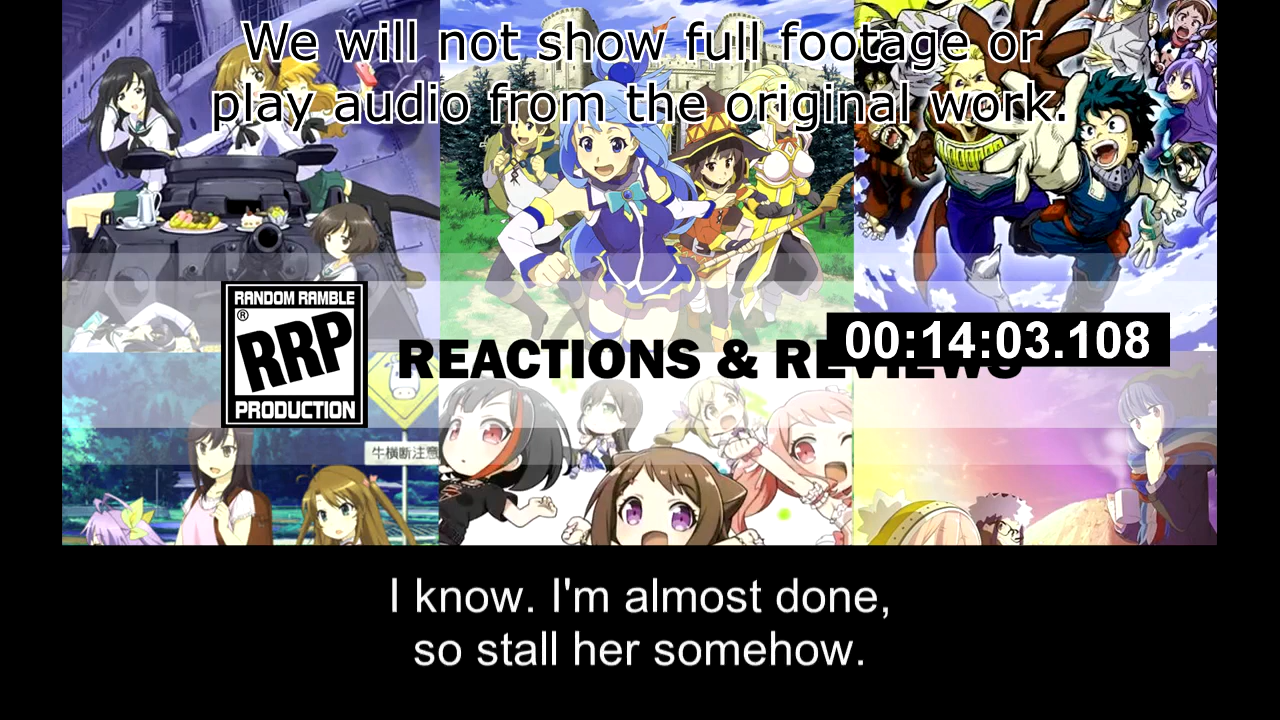 We will not show full footage or
play audio from the original work.
RANDOM RAMBLE
®
RRP
PRODUCTION
REACTIONS & REVIEWS
00:14:03.108
牛横断注意
I know. I'm almost done,
so stall her somehow.